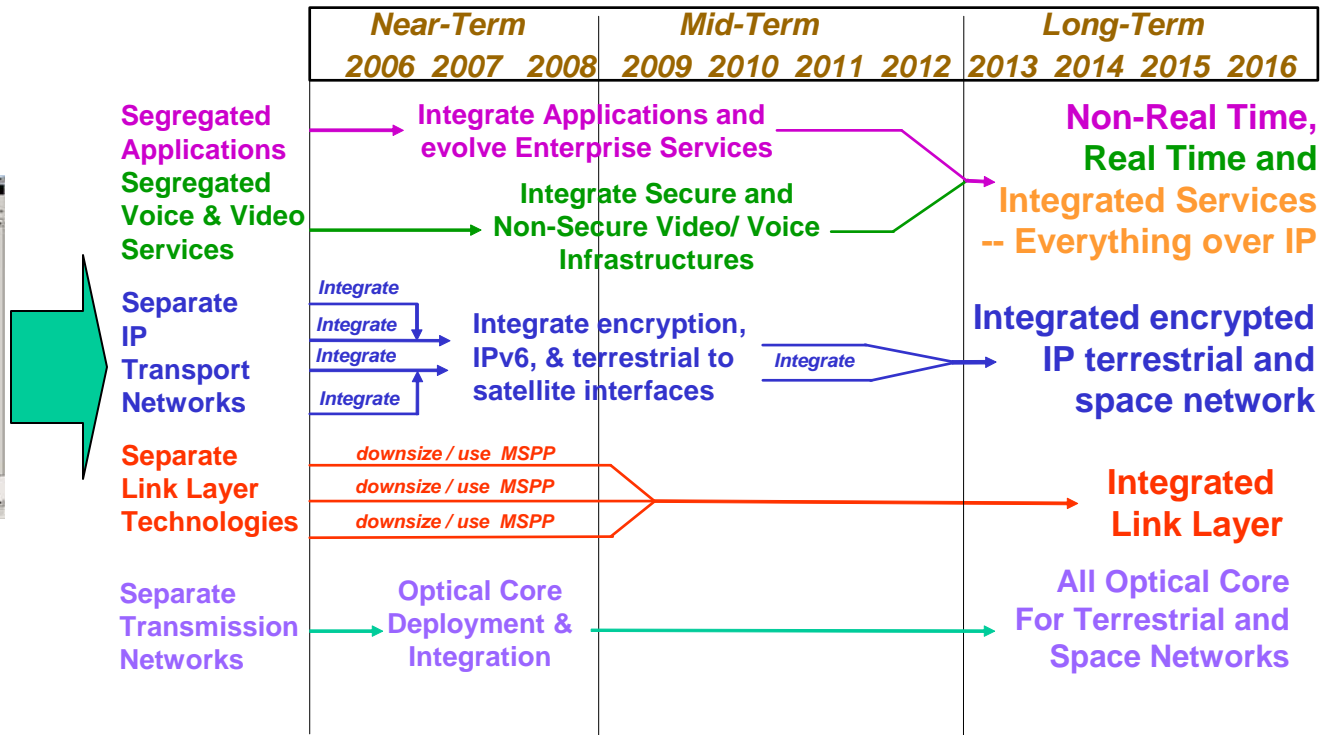 Near-Term Mid-Term Long-Term
2006 2007 2008 2009 2010 2011 2012 2013 2014 2015 2016
Segregated
Applications
Segregated
Voice & Video
Services
Integrate Applications and
evolve Enterprise Services
Integrate Secure and
Non-Secure Video/ Voice
Infrastructures
Non-Real Time,
Real Time and
Integrated Services
-- Everything over IP
Separate
IP
Transport
Networks
Integrate
Integrate
Integrate
Integrate
Integrate encryption,
IPv6, & terrestrial to
satellite interfaces
Integrate
Integrated encrypted
IP terrestrial and
space network
Separate
Link Layer
Technologies
downsize / use MSPP
downsize / use MSPP
downsize / use MSPP
Integrated
Link Layer
Separate
Transmission
Networks
Optical Core
Deployment &
Integration
All Optical Core
For Terrestrial and
Space Networks